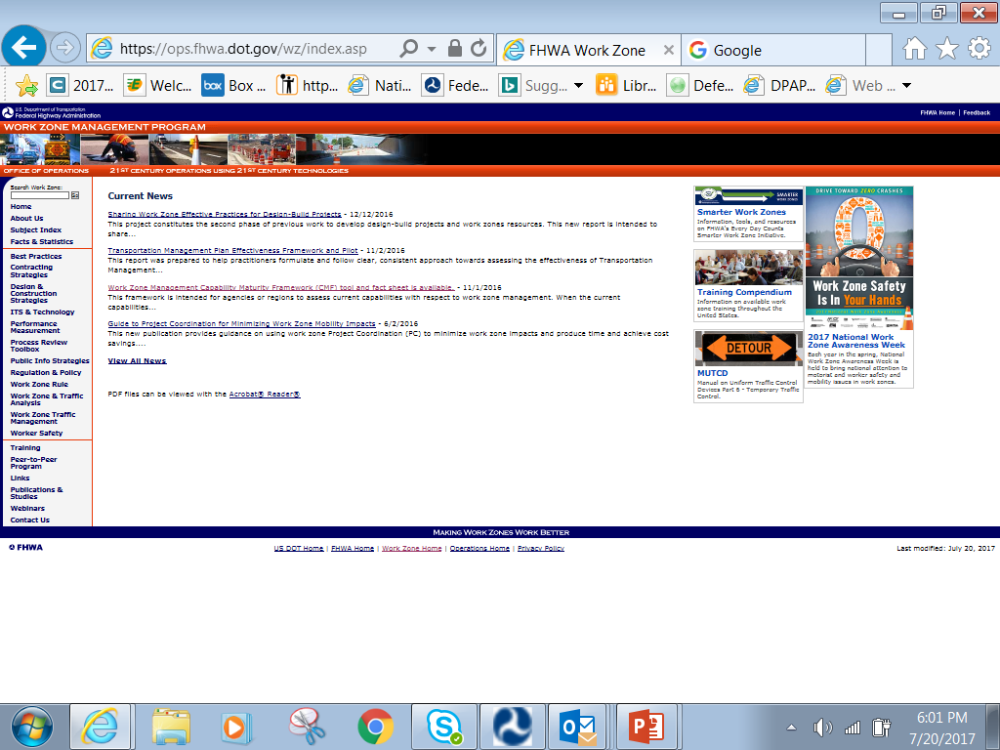 https://ops.fhwa.dot.gov/wz/index.asp
FHWA Work Zone
Google
2017...
Welc...
Box ...
http...
Nati...
Fede...
Sugg...
Libr...
Defe...
DPAP...
Web ...
U.S. Department of Transportation
Federal Highway Administration
FHWA Home | Feedback
WORK ZONE MANAGEMENT PROGRAM
OFFICE OF OPERATIONS
21ST CENTURY OPERATIONS USING 21ST CENTURY TECHNOLOGIES
Search Work Zone:
Go
Home
About Us
Subject Index
Facts & Statistics
Best Practices
Contracting
Strategies
Design &
Construction
Strategies
ITS & Technology
Performance
Measurement
Process Review
Toolbox
Public Info Strategies
Regulation & Policy
Work Zone Rule
Work Zone & Traffic
Analysis
Work Zone Traffic
Management
Worker Safety
Training
Peer-to-Peer
Program
Links
Publications &
Studies
Webinars
Contact Us
Current News
Sharing Work Zone Effective Practices for Design-Build Projects - 12/12/2016
This project constitutes the second phase of previous work to develop design-build projects and work zones resources. This new report is intended to
share...
Transportation Management Plan Effectiveness Framework and Pilot - 11/2/2016
This report was prepared to help practitioners formulate and follow clear, consistent approach towards assessing the effectiveness of Transportation
Management...
Work Zone Management Capability Maturity Framework (CMF) tool and fact sheet is available. - 11/1/2016
This framework is intended for agencies or regions to assess current capabilities with respect to work zone management. When the current
capabilities...
Guide to Project Coordination for Minimizing Work Zone Mobility Impacts - 6/2/2016
This new publication provides guidance on using work zone Project Coordination (PC) to minimize work zone impacts and produce time and achieve cost
savings....
View All News
PDF files can be viewed with the Acrobat® Reader®
SMARTER
Smarter Work Zones
Information, tools, and resources
on FHWA's Every Day Counts
Smarter Work Zone Initiative.
Training Compendium
Information on available work
zone training throughout the
United States.
DETOUR
MUTCD
Manual on Uniform Traffic Control
Devices Part 6 - Temporary Traffic
Control.
DRIVE TOWARD ZERO CRASHES
Work Zone Safety
Is In Your Hands
2017 National Work
Zone Awareness Week
Each year in the spring, National
Work Zone Awareness Week is
held to bring national attention to
motorist and worker safety and
mobility issues in work zones.
MAKING WORK ZONES WORK BETTER
FHWA
US DOT Home | FHWA Home | Work Zone Home | Operations Home | Privacy Policy
Last modified: July 20, 2017
6:01 PM
7/20/2017